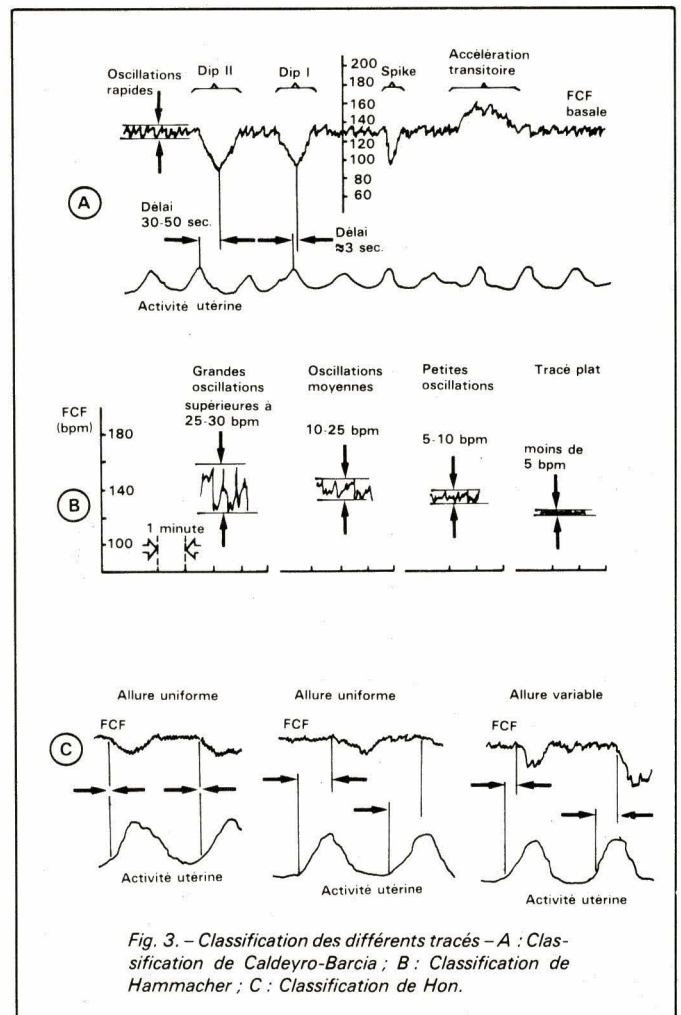 Oscillations
rapides
Dip II
Dip I
200
180
160
140
120
100
80
60
Spike
Accélération
transitoire
FCF
basale
A
Délai
30-50 sec.
Délai
≈3 sec.
Activité utérine
Grandes
oscillations
supérieures à
25-30 bpm
Oscillations
moyennes
10-25 bpm
Petites
oscillations
5-10 bpm
Tracé plat
moins de
5 bpm
FCF
(bpm)
180
140
100
B
1 minute
Allure uniforme
Allure uniforme
Allure variable
FCF
FCF
FCF
C
Activité utérine
Activité utérine
Activité utérine
Fig. 3. – Classification des différents tracés – A : Clas-
sification de Caldeyro-Barcia ; B : Classification de
Hammacher ; C : Classification de Hon.